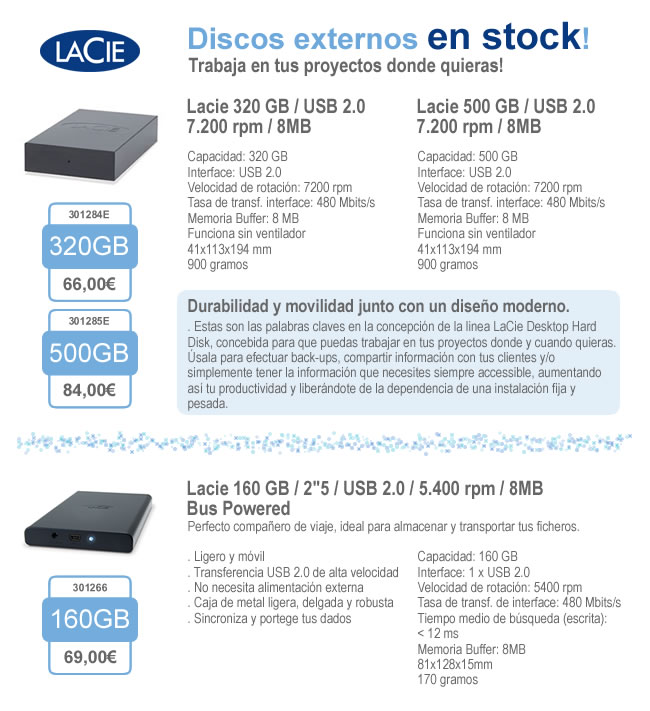 LACIE
Discos externos en stock!
Trabaja en tus proyectos donde quieras!
LACIE
301284E
320GB
66,00€
301285E
500GB
84,00€
Lacie 320 GB / USB 2.0
7.200 rpm / 8MB
Capacidad: 320 GB
Interface: USB 2.0
Velocidad de rotación: 7200 rpm
Tasa de transf. interface: 480 Mbits/s
Memoria Buffer: 8 MB
Funciona sin ventilador
41x113x194 mm
900 gramos
Lacie 500 GB / USB 2.0
7.200 rpm / 8MB
Capacidad: 500 GB
Interface: USB 2.0
Velocidad de rotación: 7200 rpm
Tasa de transf. interface: 480 Mbits/s
Memoria Buffer: 8 MB
Funciona sin ventilador
41x113x194 mm
900 gramos
Durabilidad y movilidad junto con un diseño moderno.
. Estas son las palabras claves en la concepción de la linea LaCie Desktop Hard
Disk, concebida para que puedas trabajar en tus proyectos donde y cuando quieras.
Úsala para efectuar back-ups, compartir información con tus clientes y/o
simplemente tener la información que necesites siempre accessible, aumentando
así tu productividad y liberándote de la dependencia de una instalación fija y
pesada.
301266
160GB
69,00€
Lacie 160 GB / 2"5 / USB 2.0 / 5.400 rpm / 8MB
Bus Powered
Perfecto compañero de viaje, ideal para almacenar y transportar tus ficheros.
. Ligero y móvil
. Transferencia USB 2.0 de alta velocidad
. No necesita alimentación externa
. Caja de metal ligera, delgada y robusta
. Sincroniza y portege tus dados
Capacidad: 160 GB
Interface: 1 x USB 2.0
Velocidad de rotación: 5400 rpm
Tasa de transf. de interface: 480 Mbits/s
Tiempo medio de búsqueda (escrita):
< 12 ms
Memoria Buffer: 8MB
81x128x15mm
170 gramos